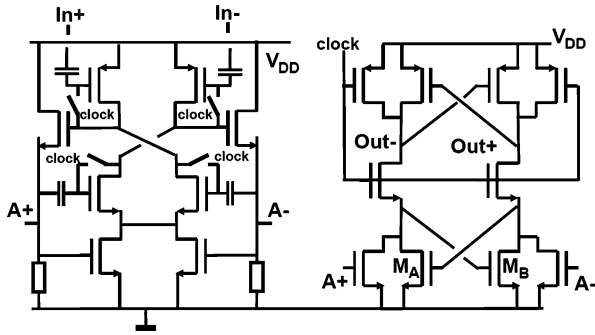 In+
In-
VDD
clock
clock
clock
clock
A+
A-
clock
VDD
Out-
Out+
MA
MB
A+
A-